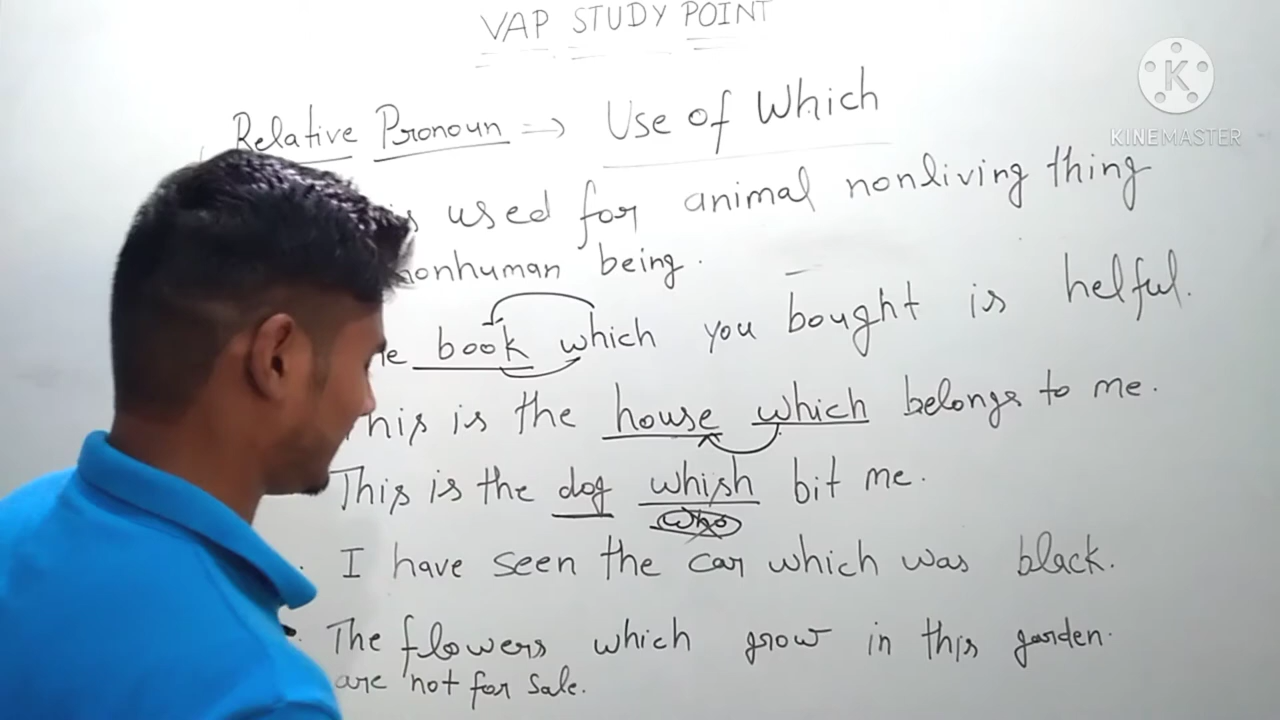 VAP STUDY POINT
Relative Pronoun => Use of Which
is used for animal nonliving thing
nonhuman being.
book which you bought is helful.
This is the house which belongs to me.
This is the dog whish bit me.
who
I have seen the car which was black.
The flowers which grow in this garden.
are not for sale.
K
KINEMASTER